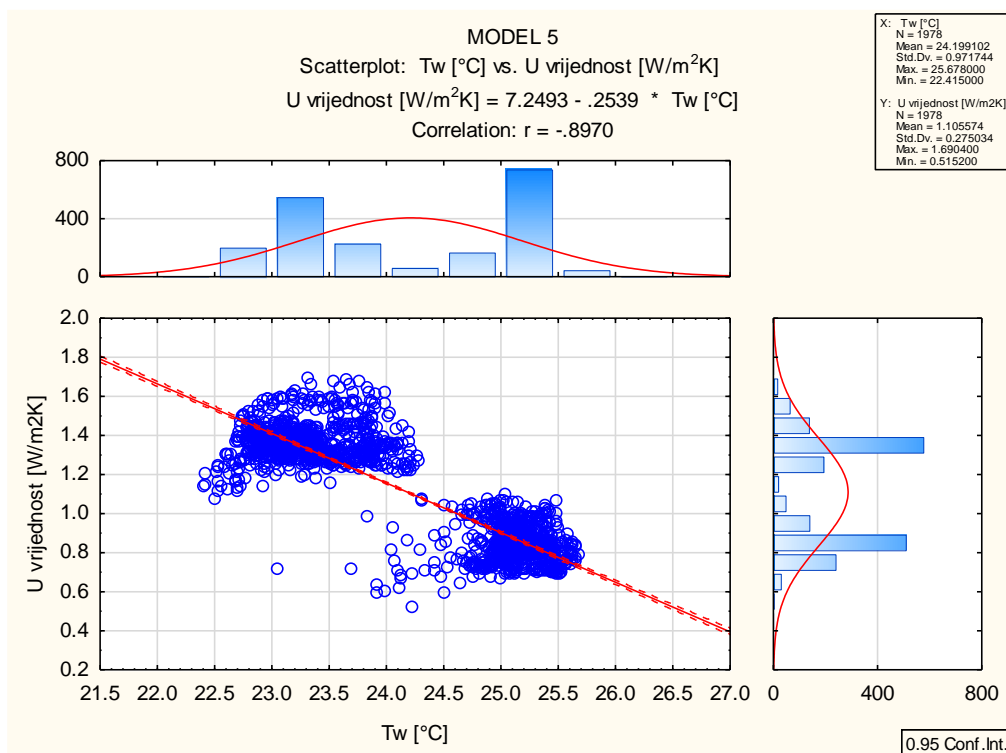 MODEL 5
Scatterplot: Tw [°C] vs. U vrijednost [W/m²K]
U vrijednost [W/m²K] = 7.2493 - .2539 * Tw [°C]
Correlation: r = -.8970
X: Tw [°C]
N = 1978
Mean = 24.199102
Std.Dv. = 0.971744
Max. = 25.678000
Min. = 22.415000
Y: U vrijednost [W/m2K]
N = 1978
Mean = 1.105574
Std.Dv. = 0.275034
Max. = 1.690400
Min. = 0.515200
800
400
0
2.0
1.8
1.6
1.4
1.2
1.0
0.8
0.6
0.4
0.2
U vrijednost [W/m2K]
21.5 22.0 22.5 23.0 23.5 24.0 24.5 25.0 25.5 26.0 26.5 27.0
Tw [°C]
0 400 800
0.95 Conf.Int.